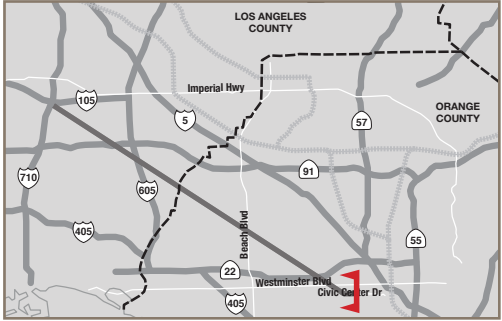 LOS ANGELES
COUNTY
Imperial Hwy
105
5
57
ORANGE
COUNTY
91
710
605
405
Beach Blvd
55
22
Westminster Blvd
Civic Center Dr
405